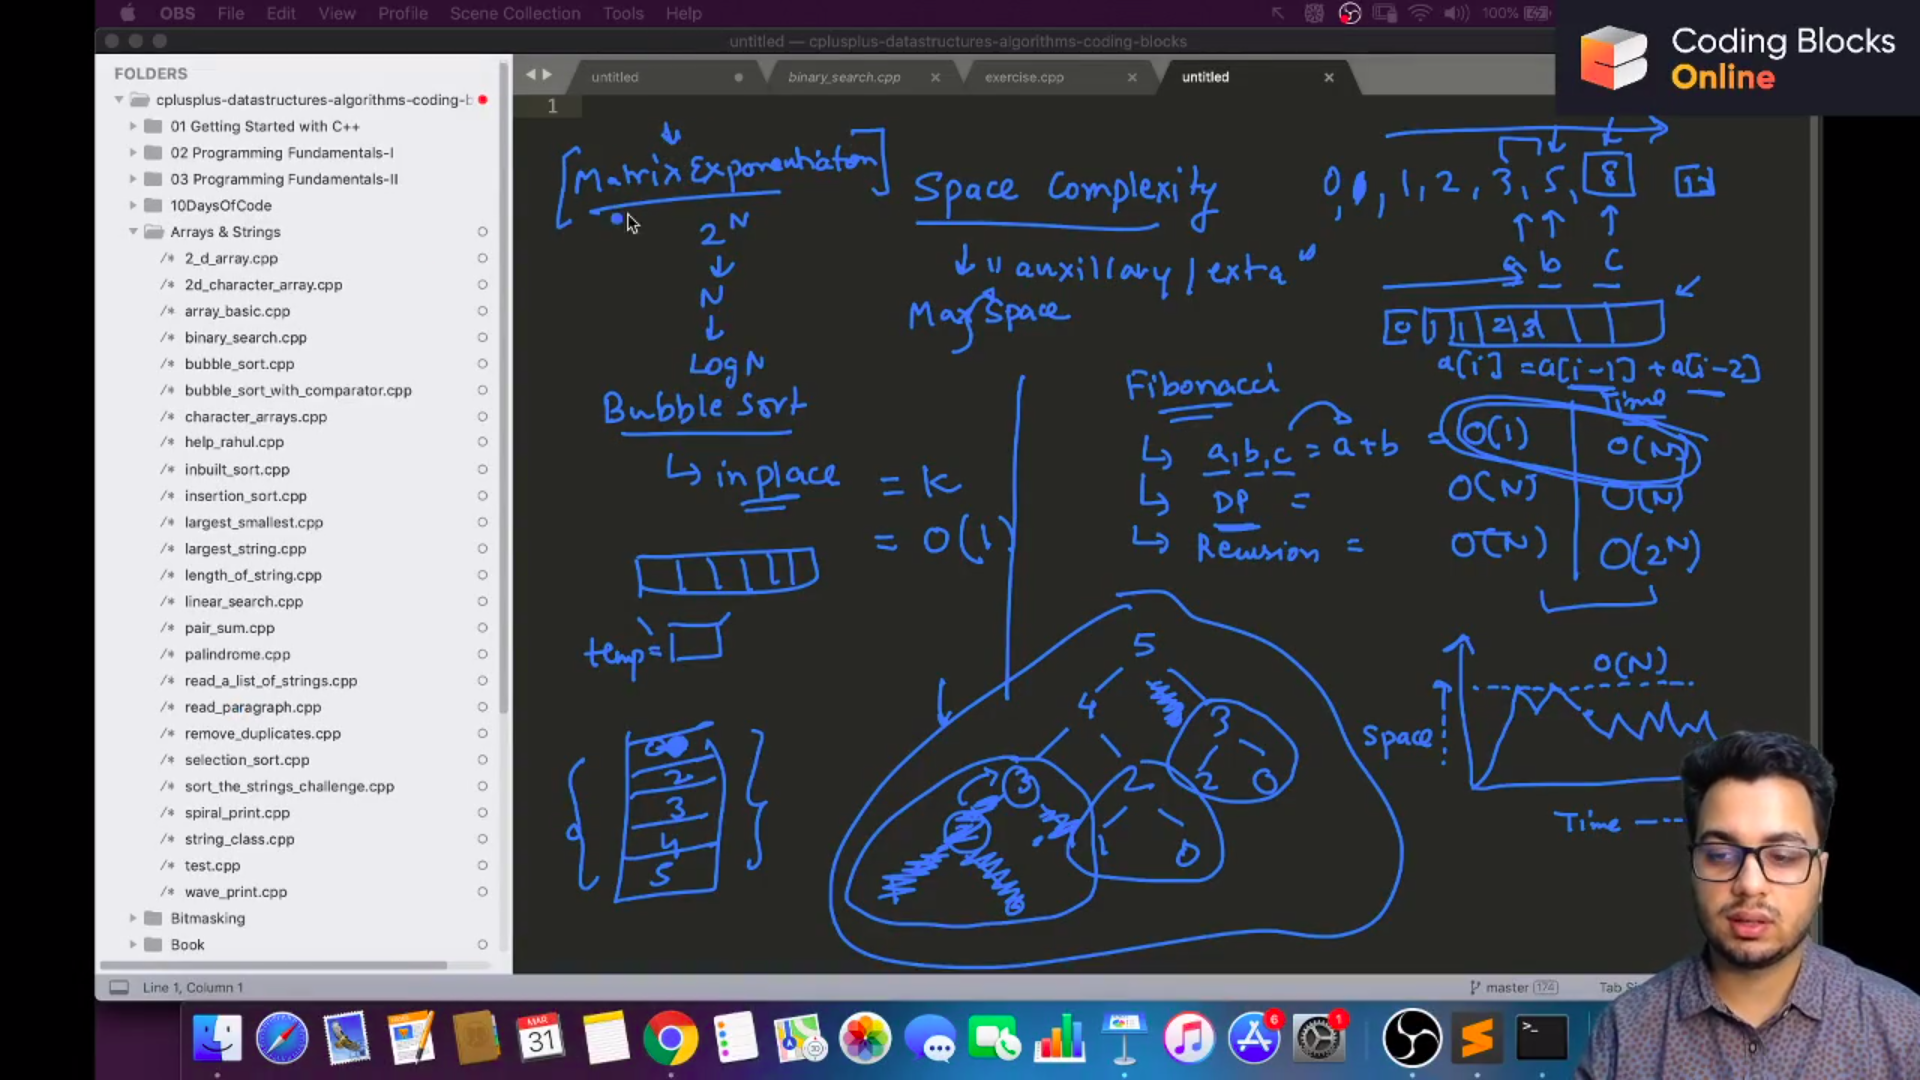 OBS File Edit View Profile Scene Collection Tools Help 100%
Coding Blocks
Online
untitled — cplusplus-datastructures-algorithms-coding-blocks
FOLDERS
cplusplus-datastructures-algorithms-coding-b
01 Getting Started with C++
02 Programming Fundamentals-I
03 Programming Fundamentals-II
10DaysOfCode
Arrays & Strings
/* 2_d_array.cpp
/* 2d_character_array.cpp
/* array_basic.cpp
/* binary_search.cpp
/* bubble_sort.cpp
/* bubble_sort_with_comparator.cpp
/* character_arrays.cpp
/* help_rahul.cpp
/* inbuilt_sort.cpp
/* insertion_sort.cpp
/* largest_smallest.cpp
/* largest_string.cpp
/* length_of_string.cpp
/* linear_search.cpp
/* pair_sum.cpp
/* palindrome.cpp
/* read_a_list_of_strings.cpp
/* read_paragraph.cpp
/* remove_duplicates.cpp
/* selection_sort.cpp
/* sort_the_strings_challenge.cpp
/* spiral_print.cpp
/* string_class.cpp
/* test.cpp
/* wave_print.cpp
Bitmasking
Book
untitled binary_search.cpp exercise.cpp untitled
1
[Matrix Exponentiation]
2^N
N
Log N
Space Complexity
"auxillary / extra"
Max Space
0, 1, 1, 2, 3, 5, 8 13
a b c
0 1 1 2 3
a[i] = a[i-1] + a[i-2]
Bubble Sort
in place = K
= O(1)
temp =
2
3
4
5
Fibonacci
Time
a, b, c = a+b = O(1) O(N)
DP = O(N) O(N)
Recursion = O(N) O(2^N)
5
4 3
3 2 2 0
1 0
O(N)
Space
Time
Line 1, Column 1
master 174
Tab S
MAR
31
6
1